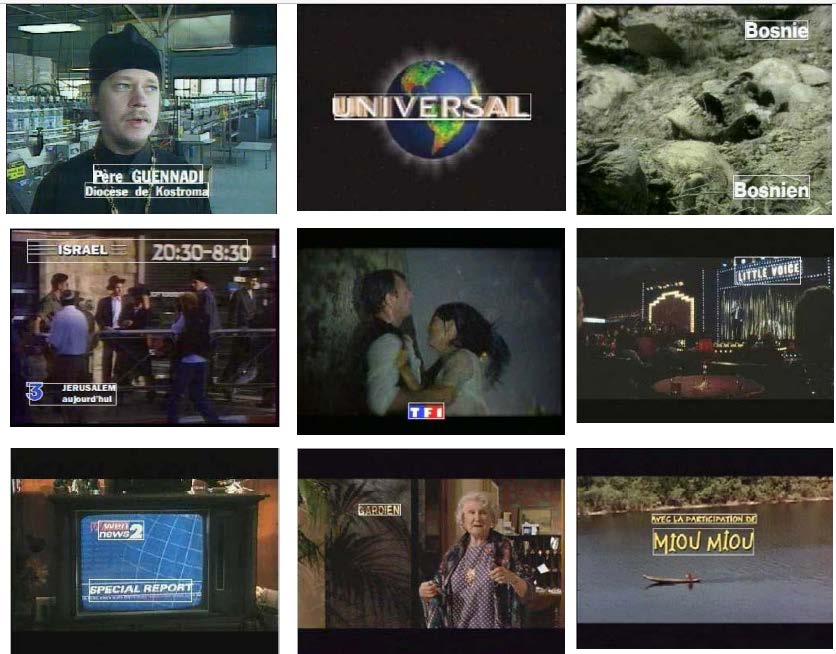 Père GUENNADI
Diocèse de Kostroma
UNIVERSAL
Bosnie
Bosnien
ISRAEL 20:30-8:30
3 JERUSALEM
aujourd'hui
TF1
LITTLE VOICE
news 2
SPECIAL REPORT
GARDIEN
AVEC LA PARTICIPATION DE
MIOU MIOU